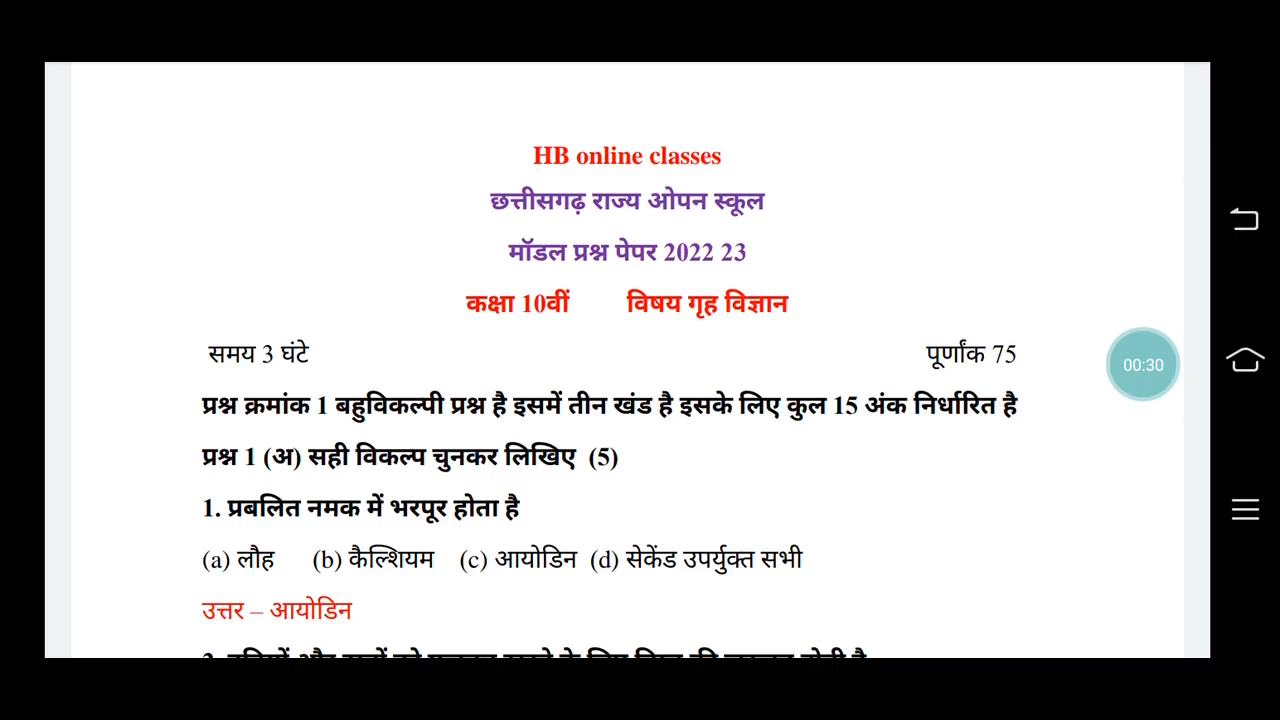 HB online classes
छत्तीसगढ़ राज्य ओपन स्कूल
मॉडल प्रश्न पेपर 2022 23
कक्षा 10वीं विषय गृह विज्ञान
समय 3 घंटे पूर्णांक 75
प्रश्न क्रमांक 1 बहुविकल्पी प्रश्न है इसमें तीन खंड है इसके लिए कुल 15 अंक निर्धारित है
प्रश्न 1 (अ) सही विकल्प चुनकर लिखिए (5)
1. प्रबलित नमक में भरपूर होता है
(a) लौह (b) कैल्शियम (c) आयोडिन (d) सेकेंड उपर्युक्त सभी
00:30
उत्तर – आयोडिन